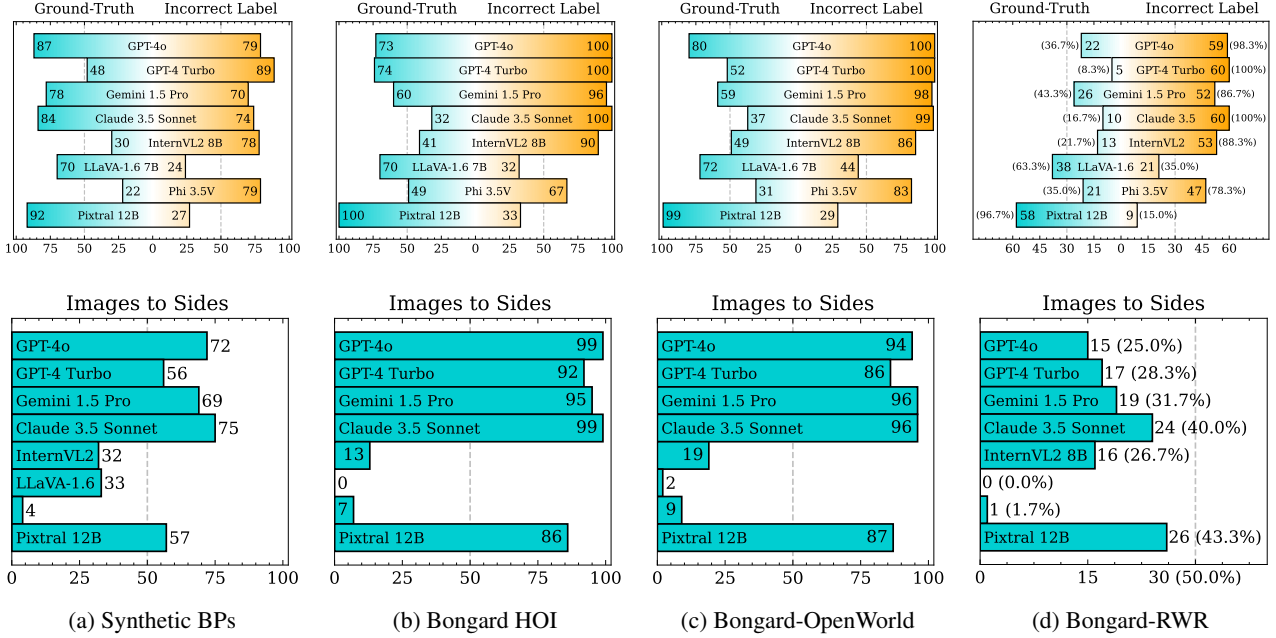 Ground-Truth Incorrect Label
87 GPT-4o 79
48 GPT-4 Turbo 89
78 Gemini 1.5 Pro 70
84 Claude 3.5 Sonnet 74
30 InternVL2 8B 78
70 LLaVA-1.6 7B 24
22 Phi 3.5V 79
92 Pixtral 12B 27
100 75 50 25 0 25 50 75 100
Ground-Truth Incorrect Label
73 GPT-4o 100
74 GPT-4 Turbo 100
60 Gemini 1.5 Pro 96
32 Claude 3.5 Sonnet 100
41 InternVL2 8B 90
70 LLaVA-1.6 7B 32
49 Phi 3.5V 67
100 Pixtral 12B 33
100 75 50 25 0 25 50 75 100
Ground-Truth Incorrect Label
80 GPT-4o 100
52 GPT-4 Turbo 100
59 Gemini 1.5 Pro 98
37 Claude 3.5 Sonnet 99
49 InternVL2 8B 86
72 LLaVA-1.6 7B 44
31 Phi 3.5V 83
99 Pixtral 12B 29
100 75 50 25 0 25 50 75 100
Ground-Truth Incorrect Label
(36.7%) 22 GPT-4o 59 (98.3%)
(8.3%) 5 GPT-4 Turbo 60 (100%)
(43.3%) 26 Gemini 1.5 Pro 52 (86.7%)
(16.7%) 10 Claude 3.5 60 (100%)
(21.7%) 13 InternVL2 53 (88.3%)
(63.3%) 38 LLaVA-1.6 21 (35.0%)
(35.0%) 21 Phi 3.5V 47 (78.3%)
(96.7%) 58 Pixtral 12B 9 (15.0%)
60 45 30 15 0 15 30 45 60
Images to Sides
GPT-4o 72
GPT-4 Turbo 56
Gemini 1.5 Pro 69
Claude 3.5 Sonnet 75
InternVL2 32
LLaVA-1.6 33
4
Pixtral 12B 57
0 25 50 75 100
(a) Synthetic BPs
Images to Sides
GPT-4o 99
GPT-4 Turbo 92
Gemini 1.5 Pro 95
Claude 3.5 Sonnet 99
13
0
7
Pixtral 12B 86
0 25 50 75 100
(b) Bongard HOI
Images to Sides
GPT-4o 94
GPT-4 Turbo 86
Gemini 1.5 Pro 96
Claude 3.5 Sonnet 96
19
2
9
Pixtral 12B 87
0 25 50 75 100
(c) Bongard-OpenWorld
Images to Sides
GPT-4o 15 (25.0%)
GPT-4 Turbo 17 (28.3%)
Gemini 1.5 Pro 19 (31.7%)
Claude 3.5 Sonnet 24 (40.0%)
InternVL2 8B 16 (26.7%)
0 (0.0%)
1 (1.7%)
Pixtral 12B 26 (43.3%)
0 15 30 (50.0%)
(d) Bongard-RWR